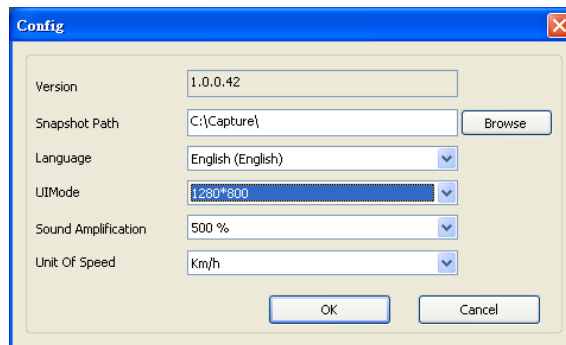 Config
Version 1.0.0.42
Snapshot Path C:\Capture\ Browse
Language English (English)
UIMode 1280*800
Sound Amplification 500 %
Unit Of Speed Km/h
OK Cancel